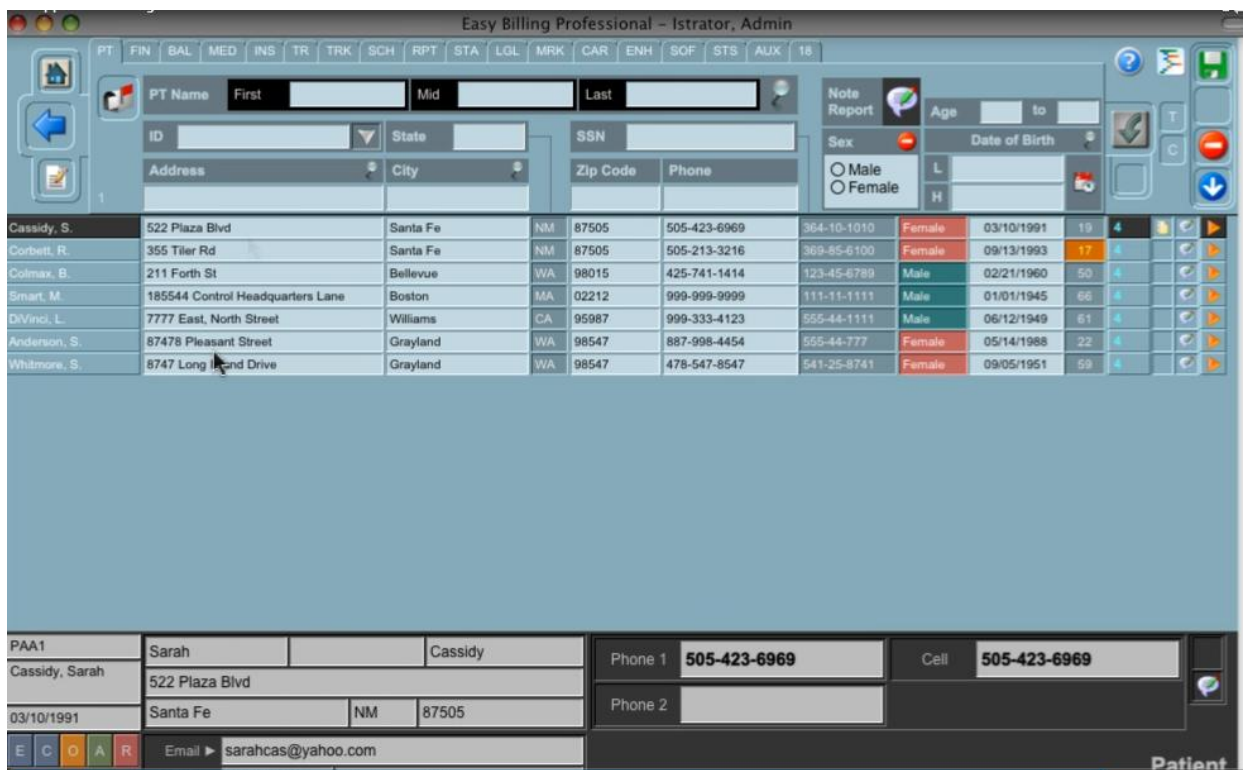 Easy Billing Professional – Istrator, Admin
PT FIN BAL MED INS TR TRK SCH RPT STA LGL MRK CAR ENH SOF STS AUX 18
PT Name First Mid Last Note Report Age to
ID State SSN Sex Date of Birth T
Address City Zip Code Phone Male L C
1 Female H
Cassidy, S. 522 Plaza Blvd Santa Fe NM 87505 505-423-6969 364-10-1010 Female 03/10/1991 19 4
Corbett, R. 355 Tiler Rd Santa Fe NM 87505 505-213-3216 369-85-6100 Female 09/13/1993 17 4
Colmax, B. 211 Forth St Bellevue WA 98015 425-741-1414 123-45-6789 Male 02/21/1960 50 4
Smart, M. 185544 Control Headquarters Lane Boston MA 02212 999-999-9999 111-11-1111 Male 01/01/1945 66 4
DiVinci, L. 7777 East, North Street Williams CA 95987 999-333-4123 555-44-1111 Male 06/12/1949 61 4
Anderson, S. 87478 Pleasant Street Grayland WA 98547 887-998-4454 555-44-777 Female 05/14/1988 22 4
Whitmore, S. 8747 Long Drive Grayland WA 98547 478-547-8547 541-25-8741 Female 09/05/1951 59 4
PAA1 Sarah Cassidy Phone 1 505-423-6969 Cell 505-423-6969
Cassidy, Sarah 522 Plaza Blvd
03/10/1991 Santa Fe NM 87505 Phone 2
E C O A R Email sarahcas@yahoo.com
Patient